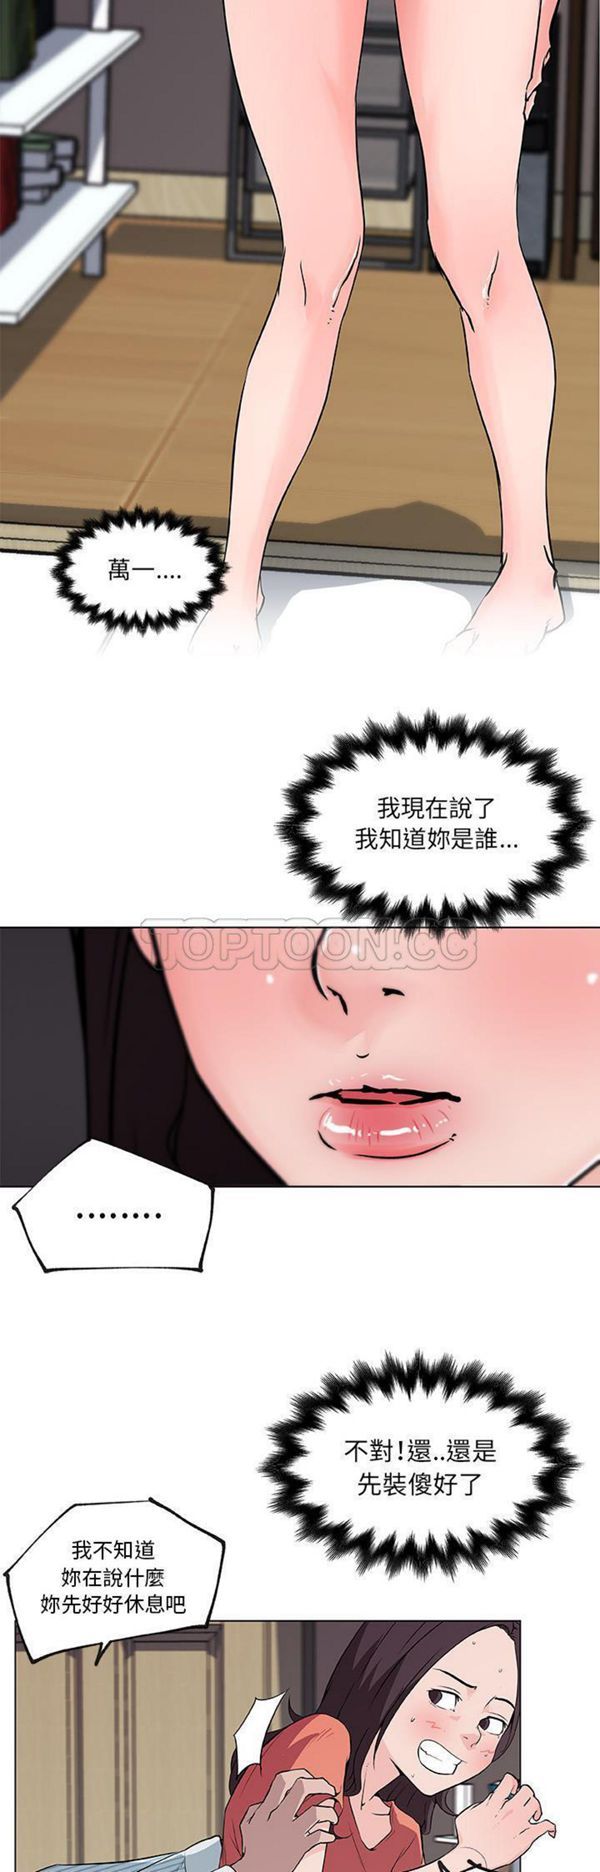 萬一....
我現在說了
我知道妳是誰...
TOPTOON.CC
........
不對!還..還是
先裝傻好了
我不知道
妳在說什麼
妳先好好休息吧